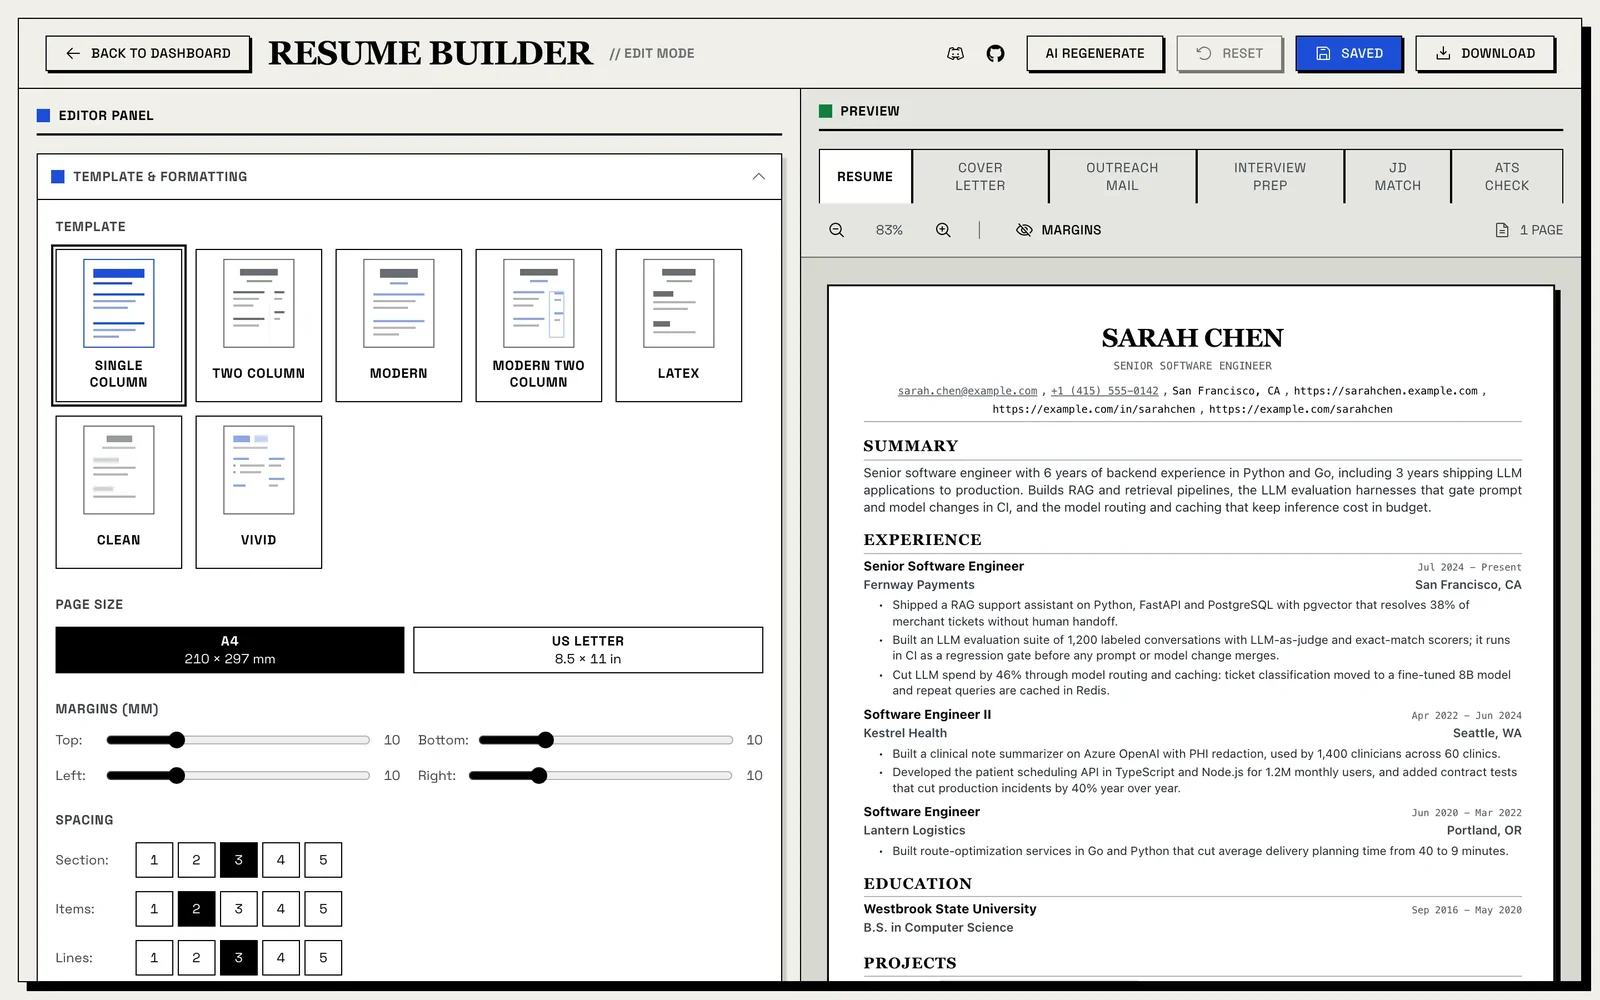 BACK TO DASHBOARD
RESUME BUILDER
// EDIT MODE
AI REGENERATE
RESET
SAVED
DOWNLOAD
EDITOR PANEL
TEMPLATE & FORMATTING
TEMPLATE
SINGLE
COLUMN
TWO COLUMN
MODERN
MODERN TWO
COLUMN
LATEX
CLEAN
VIVID
PAGE SIZE
A4
210 × 297 mm
US LETTER
8.5 × 11 in
MARGINS (MM)
Top: 10
Bottom: 10
Left: 10
Right: 10
SPACING
Section: 1 2 3 4 5
Items: 1 2 3 4 5
Lines: 1 2 3 4 5
PREVIEW
RESUME
COVER
LETTER
OUTREACH
MAIL
INTERVIEW
PREP
JD
MATCH
ATS
CHECK
83%
MARGINS
1 PAGE
SARAH CHEN
SENIOR SOFTWARE ENGINEER
sarah.chen@example.com , +1 (415) 555-0142 , San Francisco, CA , https://sarahchen.example.com ,
https://example.com/in/sarahchen , https://example.com/sarahchen
SUMMARY
Senior software engineer with 6 years of backend experience in Python and Go, including 3 years shipping LLM
applications to production. Builds RAG and retrieval pipelines, the LLM evaluation harnesses that gate prompt
and model changes in CI, and the model routing and caching that keep inference cost in budget.
EXPERIENCE
Senior Software Engineer Jul 2024 – Present
Fernway Payments San Francisco, CA
• Shipped a RAG support assistant on Python, FastAPI and PostgreSQL with pgvector that resolves 38% of
merchant tickets without human handoff.
• Built an LLM evaluation suite of 1,200 labeled conversations with LLM-as-judge and exact-match scorers; it runs
in CI as a regression gate before any prompt or model change merges.
• Cut LLM spend by 46% through model routing and caching: ticket classification moved to a fine-tuned 8B model
and repeat queries are cached in Redis.
Software Engineer II Apr 2022 – Jun 2024
Kestrel Health Seattle, WA
• Built a clinical note summarizer on Azure OpenAI with PHI redaction, used by 1,400 clinicians across 60 clinics.
• Developed the patient scheduling API in TypeScript and Node.js for 1.2M monthly users, and added contract tests
that cut production incidents by 40% year over year.
Software Engineer Jun 2020 – Mar 2022
Lantern Logistics Portland, OR
• Built route-optimization services in Go and Python that cut average delivery planning time from 40 to 9 minutes.
EDUCATION
Westbrook State University Sep 2016 – May 2020
B.S. in Computer Science
PROJECTS